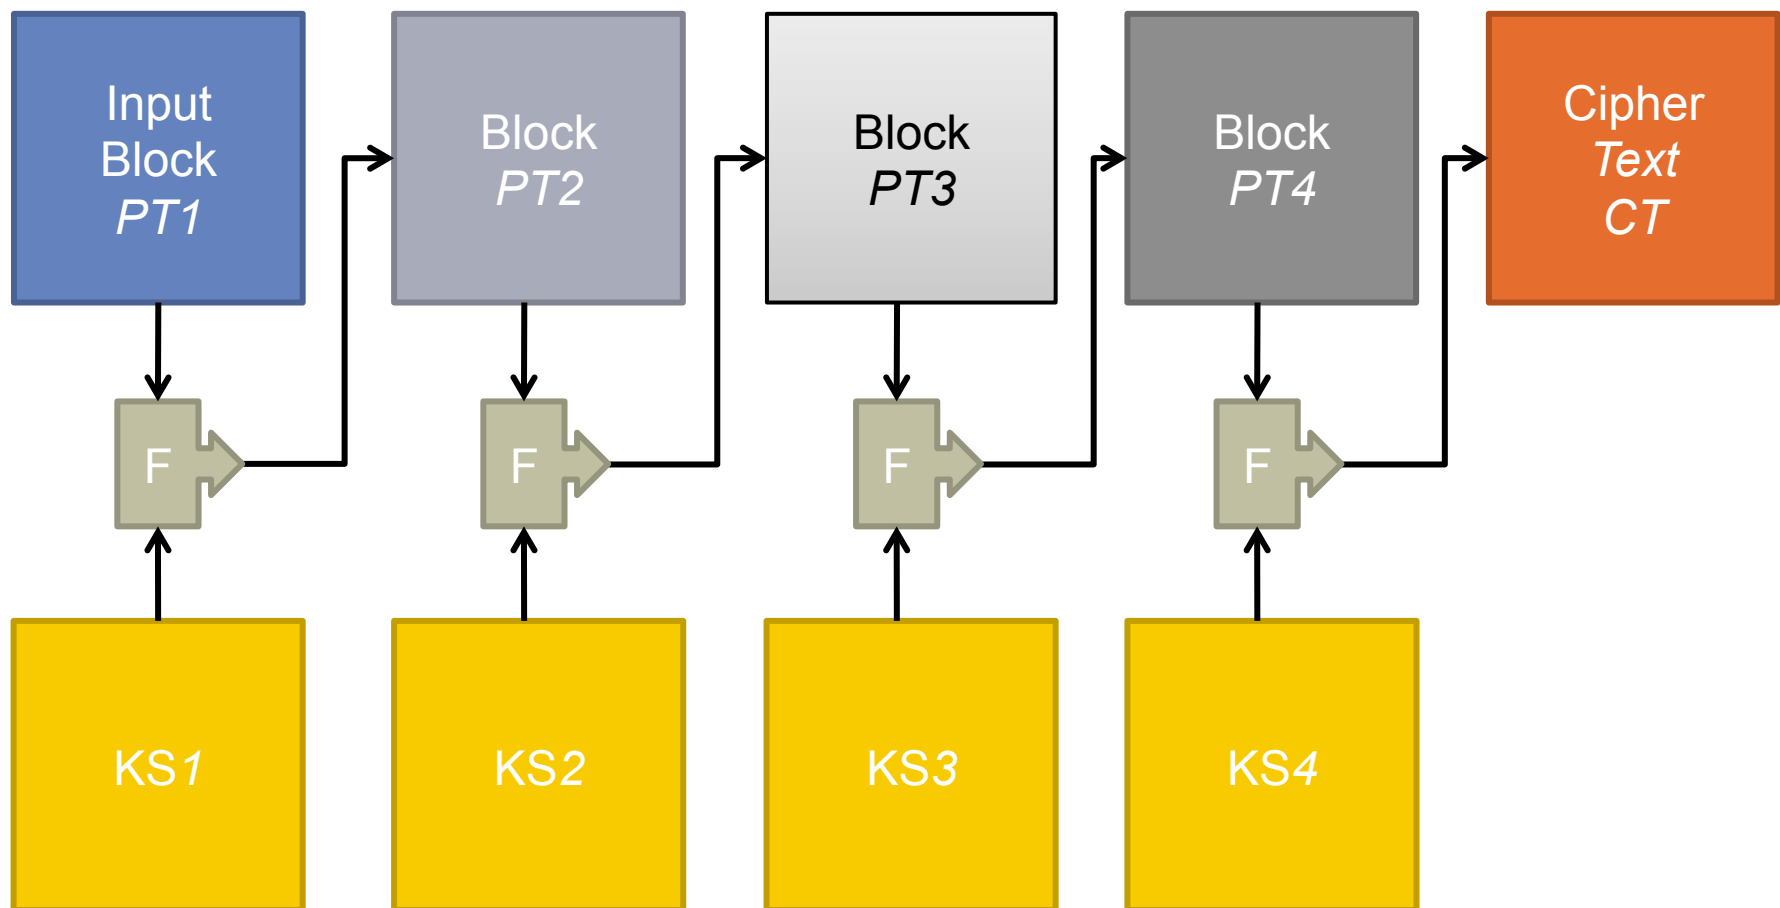 Input
Block
PT1
Block
PT2
Block
PT3
Block
PT4
Cipher
Text
CT
F
F
F
F
KS1
KS2
KS3
KS4